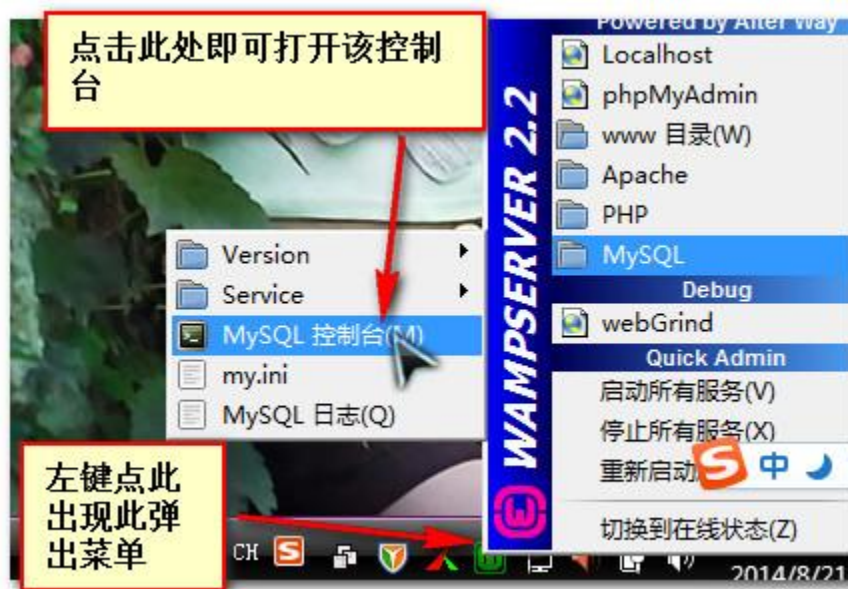 点击此处即可打开该控制
台
Powered by Alter Way
Localhost
phpMyAdmin
www 目录(W)
Apache
PHP
MySQL
Debug
webGrind
Quick Admin
启动所有服务(V)
停止所有服务(X)
重新启动
中
切换到在线状态(Z)
WAMPSERVER 2.2
Version
Service
MySQL 控制台(M)
my.ini
MySQL 日志(Q)
左键点此
出现此弹
出菜单
CH
2014/8/21